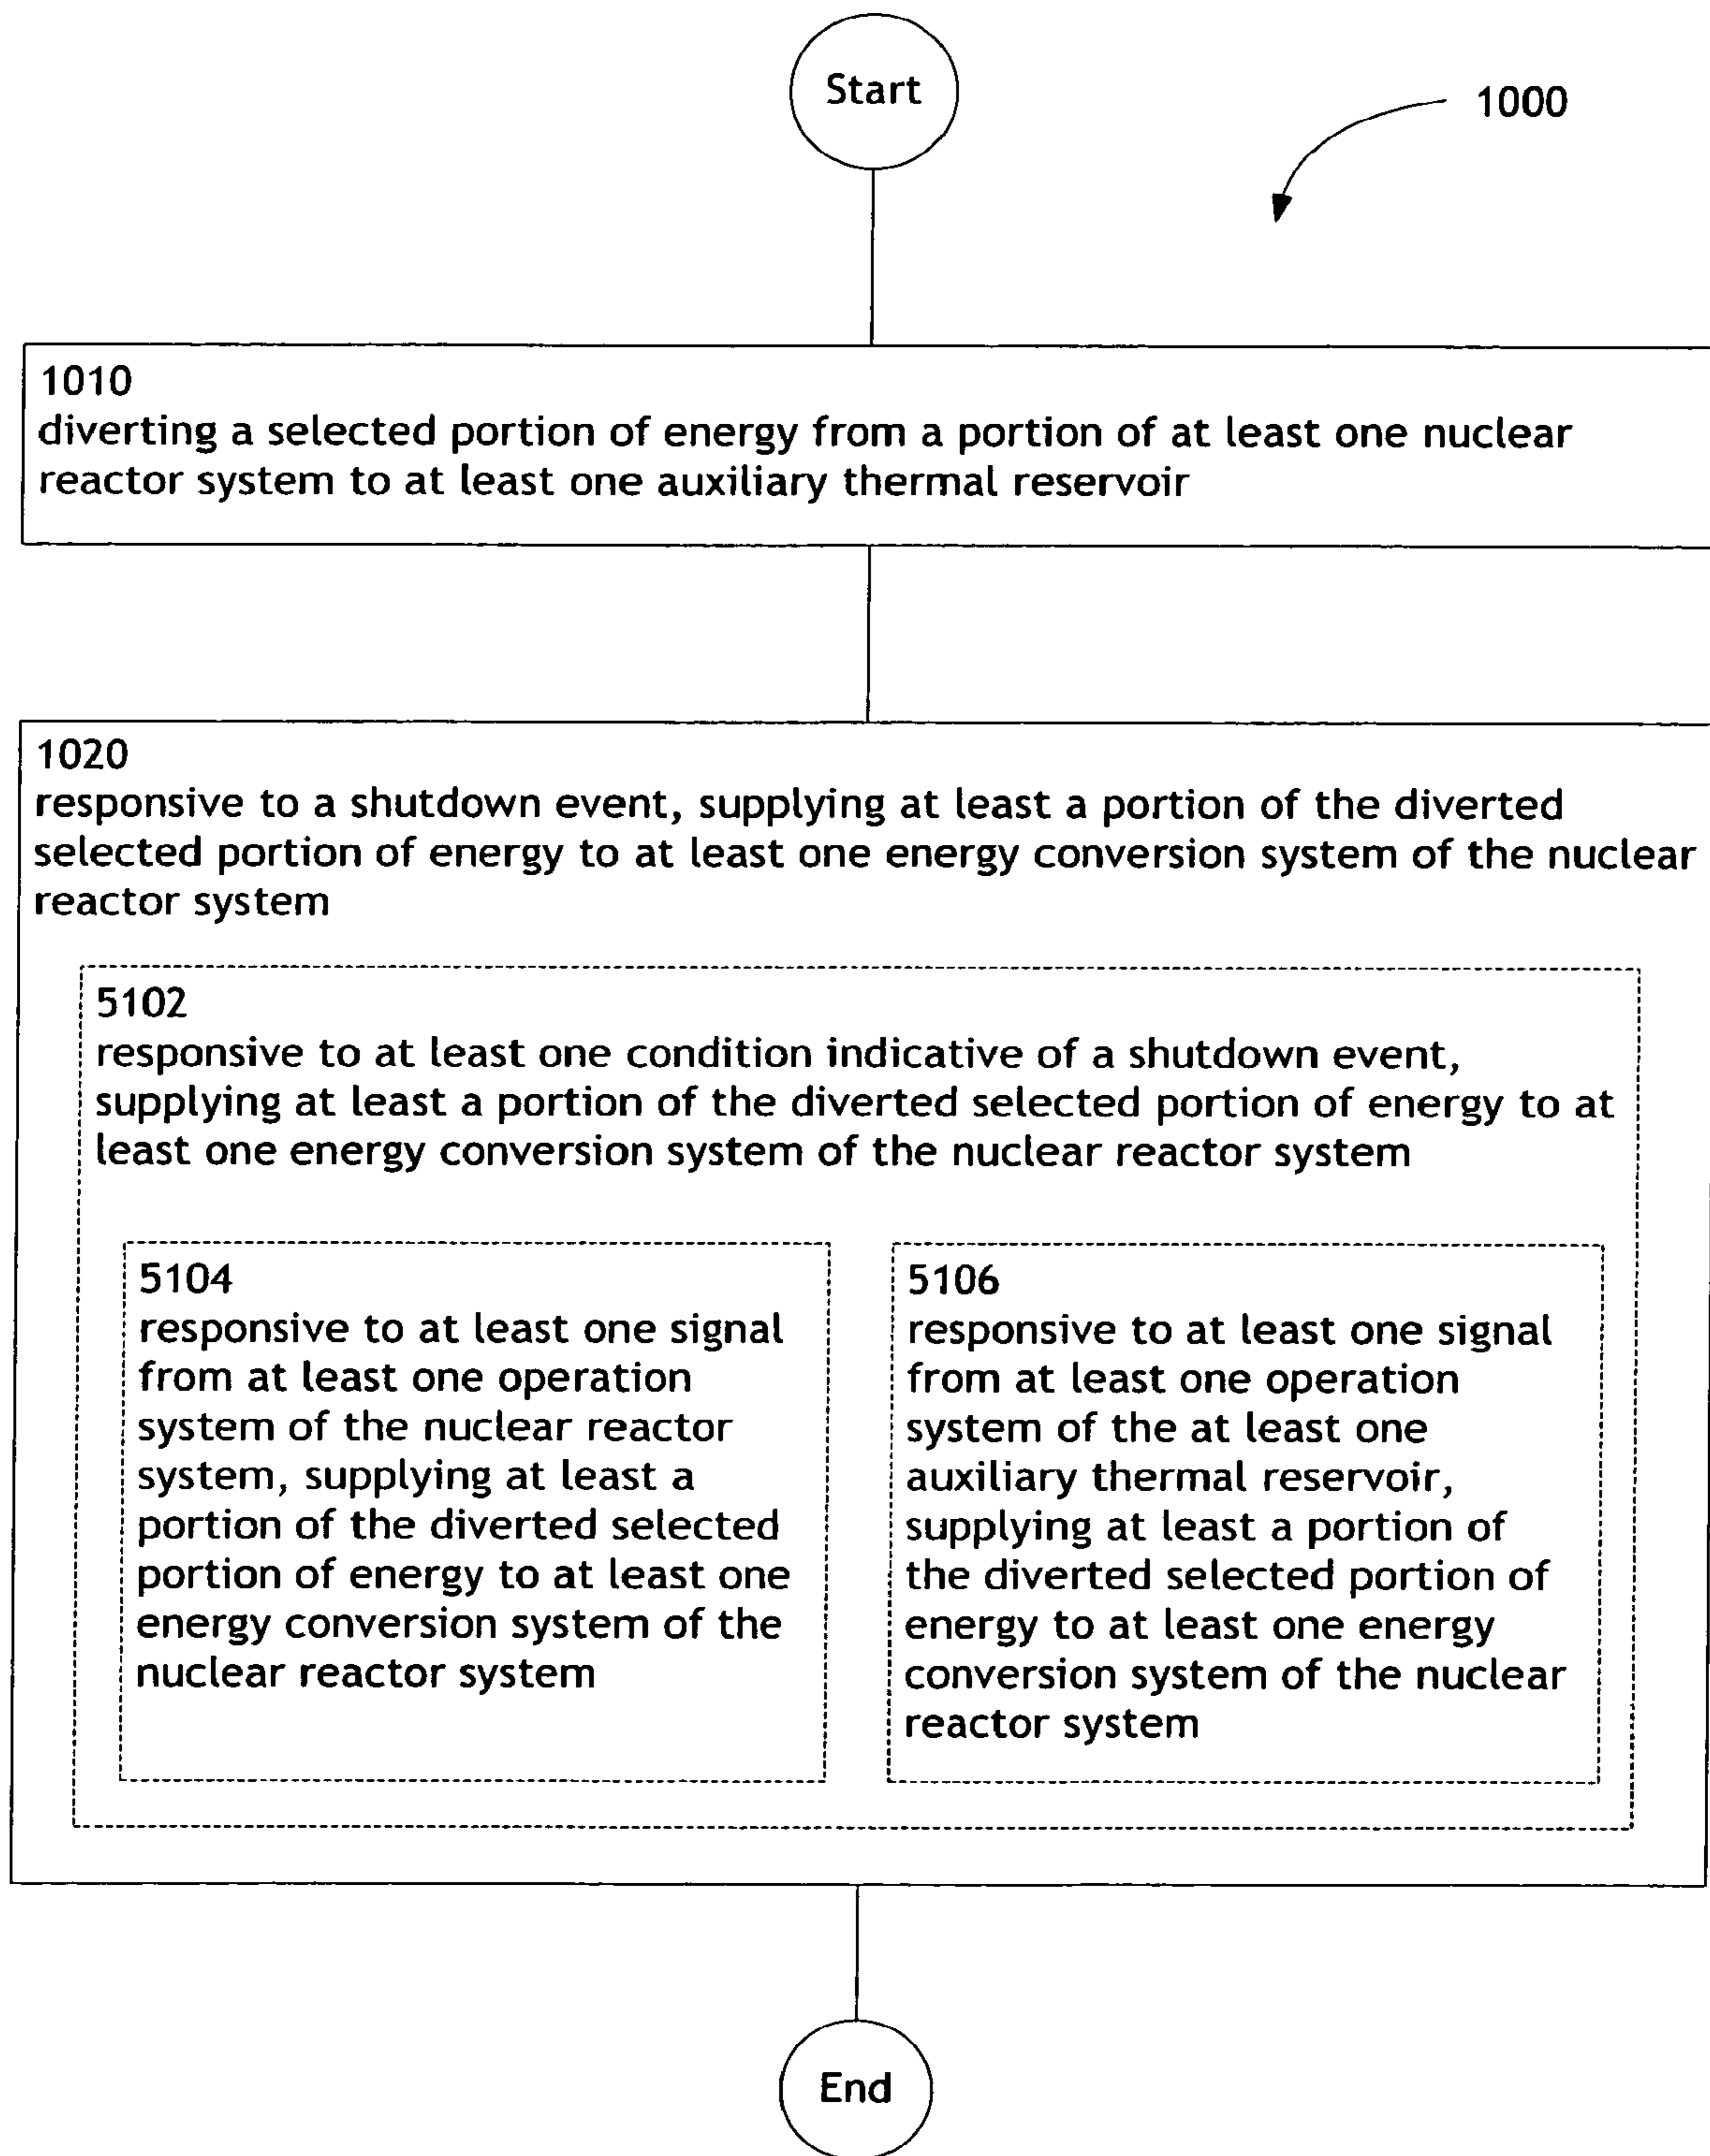 Start
1000
1010
diverting a selected portion of energy from a portion of at least one nuclear
reactor system to at least one auxiliary thermal reservoir
1020
responsive to a shutdown event, supplying at least a portion of the diverted
selected portion of energy to at least one energy conversion system of the nuclear
reactor system
5102
responsive to at least one condition indicative of a shutdown event,
supplying at least a portion of the diverted selected portion of energy to at
least one energy conversion system of the nuclear reactor system
5104
responsive to at least one signal
from at least one operation
system of the nuclear reactor
system, supplying at least a
portion of the diverted selected
portion of energy to at least one
energy conversion system of the
nuclear reactor system
5106
responsive to at least one signal
from at least one operation
system of the at least one
auxiliary thermal reservoir,
supplying at least a portion of
the diverted selected portion of
energy to at least one energy
conversion system of the nuclear
reactor system
End